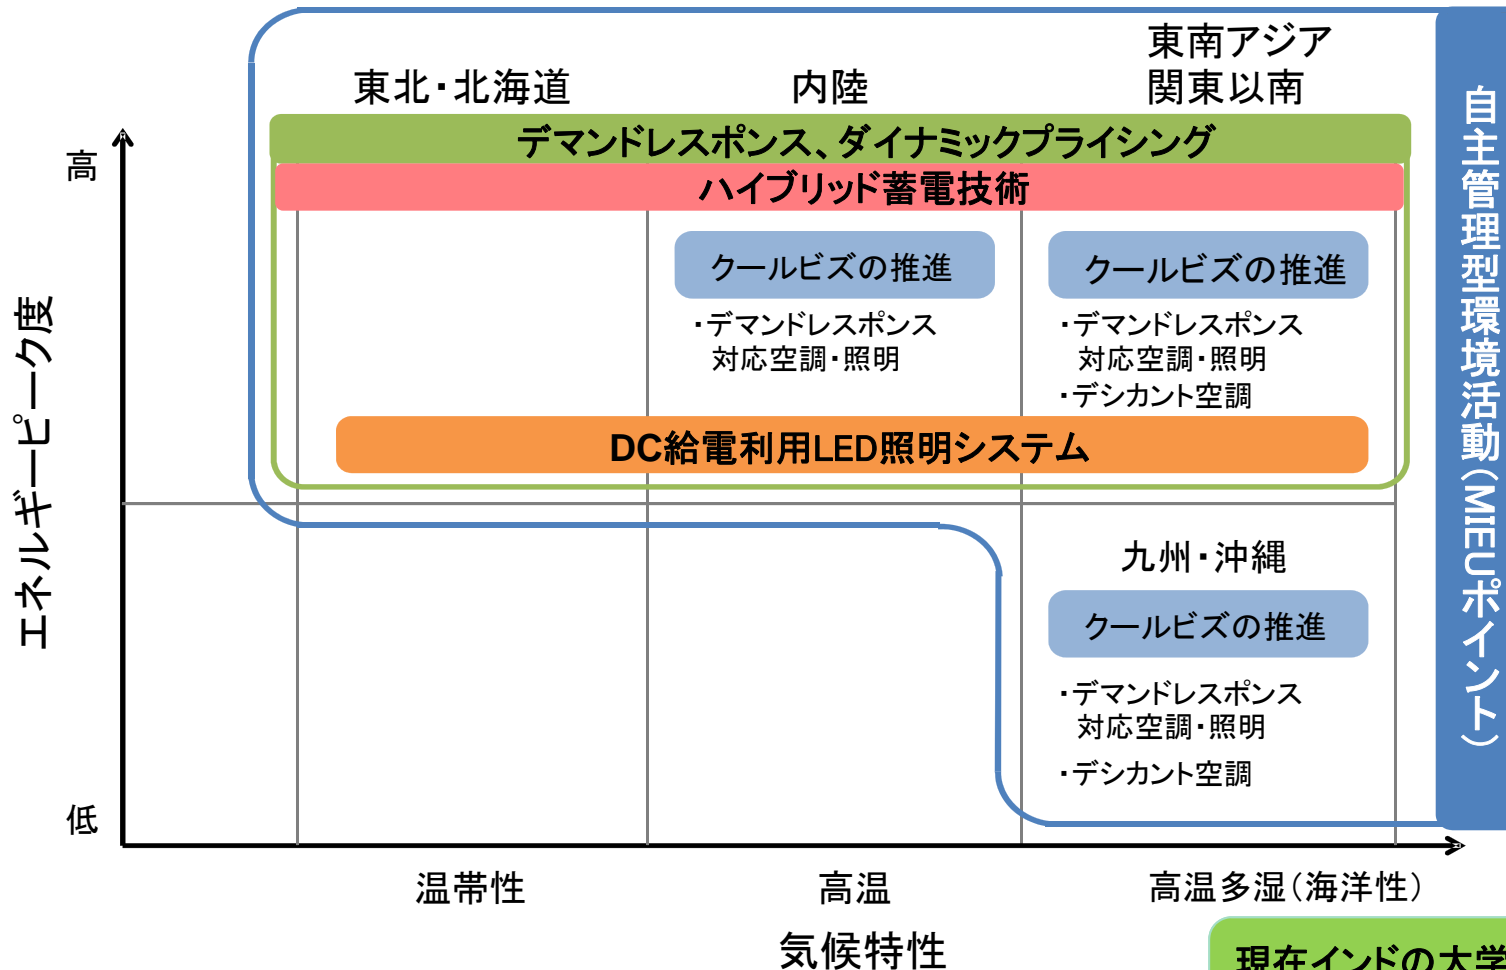 東南アジア
東北・北海道
内陸
関東以南
デマンドレスポンス、ダイナミックプライシング
ハイブリッド蓄電技術
高
エネルギーピーク度
低
クールビズの推進
・デマンドレスポンス
対応空調・照明
クールビズの推進
・デマンドレスポンス
対応空調・照明
・デシカント空調
DC給電利用LED照明システム
九州・沖縄
クールビズの推進
・デマンドレスポンス
対応空調・照明
・デシカント空調
自主管理型環境活動(MIEUポイント)
温帯性
高温
高温多湿(海洋性)
気候特性
現在インドの大学